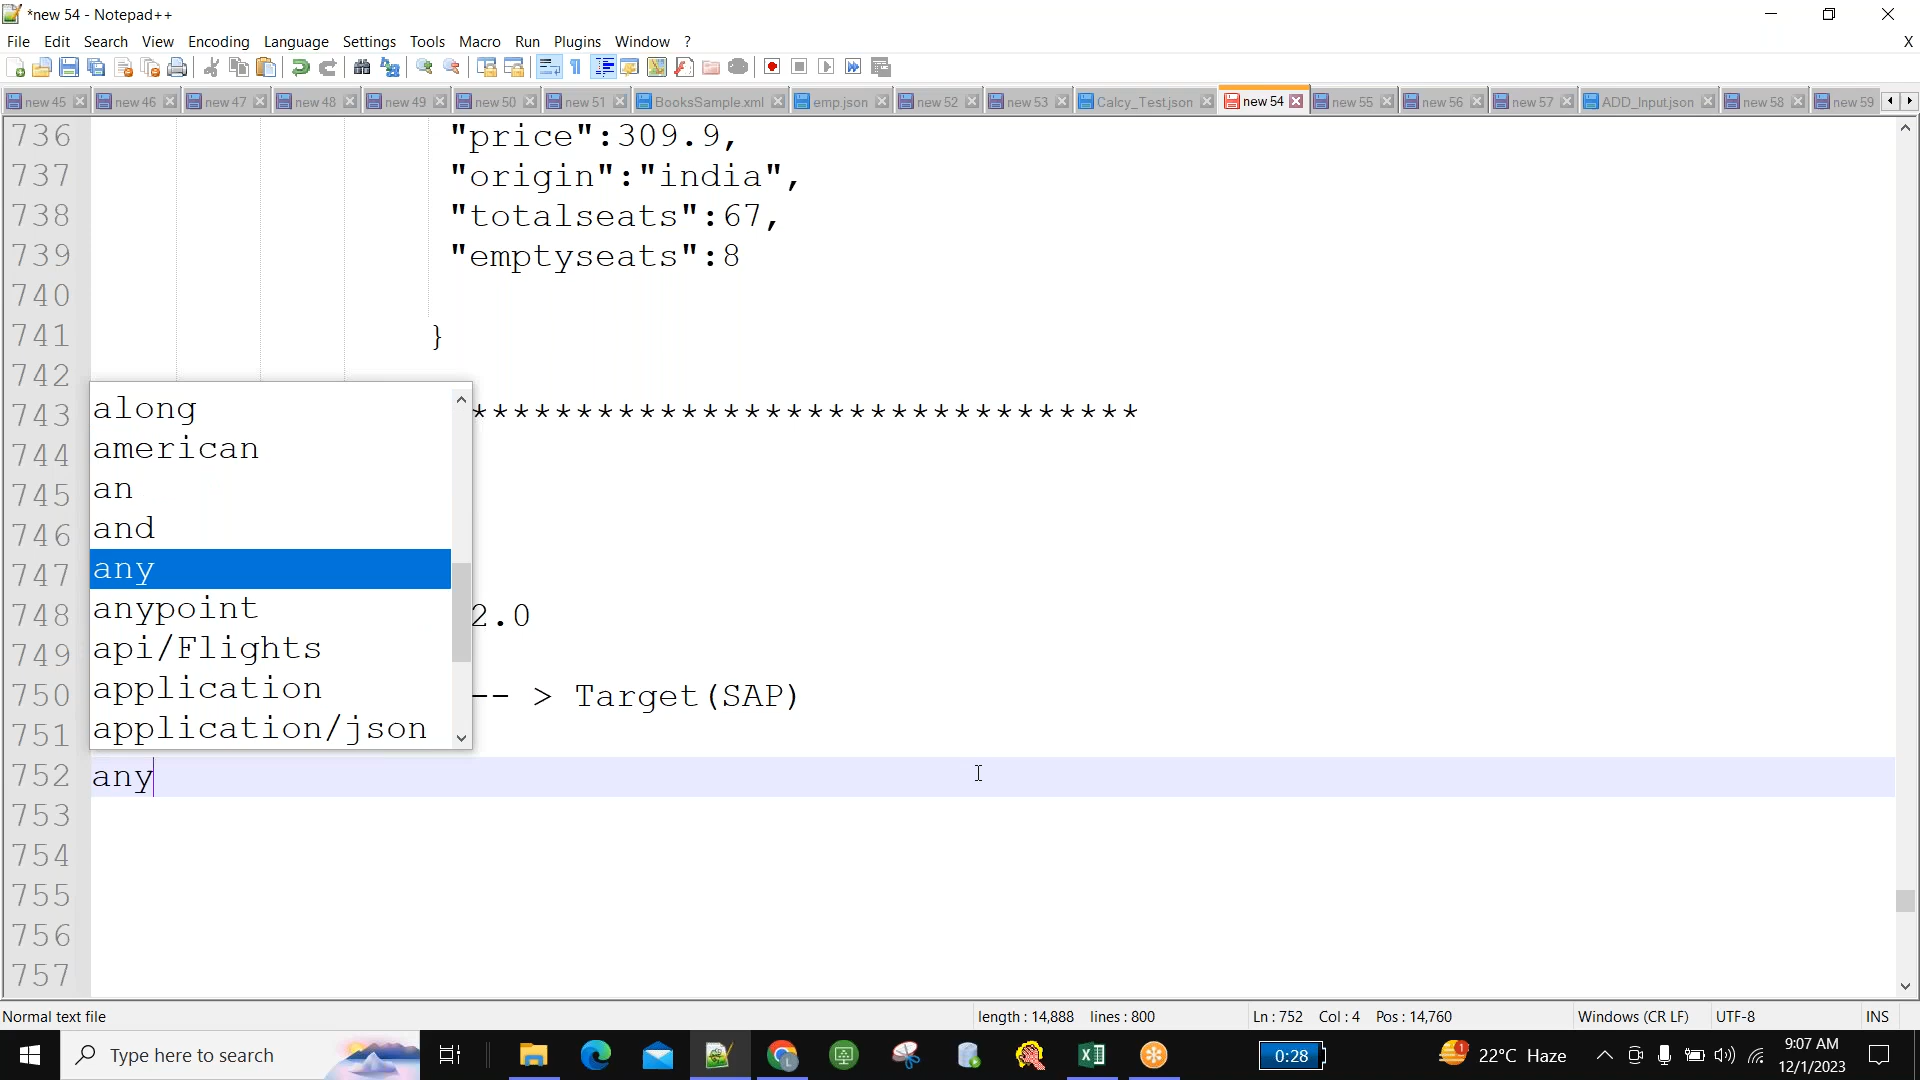 *new 54 - Notepad++
File Edit Search View Encoding Language Settings Tools Macro Run Plugins Window ? X
new 45 new 46 new 47 new 48 new 49 new 50 new 51 BooksSample.xml emp.json new 52 new 53 Calcy_Test.json new 54 new 55 new 56 new 57 ADD_Input.json new 58 new 59
736 "price":309.9,
737 "origin":"india",
738 "totalseats":67,
739 "emptyseats":8
740
741 }
742
743 ********************************
744
745
746
747
748 2.0
749
750 -- > Target(SAP)
751
752 any
753
754
755
756
757
along
american
an
and
any
anypoint
api/Flights
application
application/json
Normal text file length : 14,888 lines : 800 Ln : 752 Col : 4 Pos : 14,760 Windows (CR LF) UTF-8 INS
Type here to search 0:28 1 22°C Haze 9:07 AM
12/1/2023